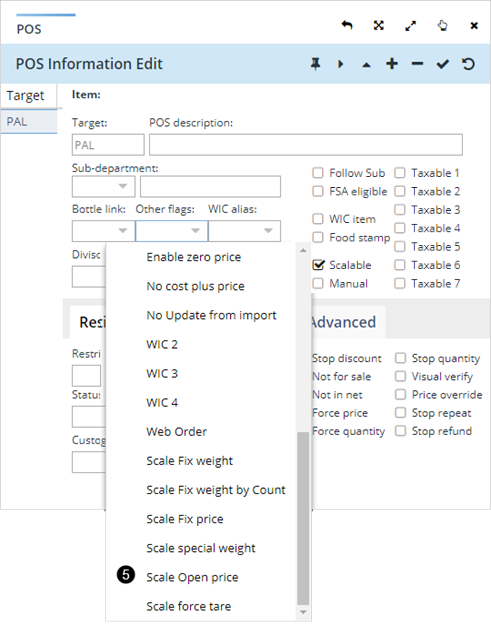 POS
POS Information Edit
Target
PAL
Item:
Target: POS description:
PAL
Sub-department:
Bottle link: Other flags: WIC alias:
Follow Sub
FSA eligible
WIC item
Food stamp
Scalable
Manual
Taxable 1
Taxable 2
Taxable 3
Taxable 4
Taxable 5
Taxable 6
Taxable 7
Enable zero price
No cost plus price
No Update from import
WIC 2
WIC 3
WIC 4
Web Order
Scale Fix weight
Scale Fix weight by Count
Scale Fix price
Scale special weight
5 Scale Open price
Scale force tare
Advanced
Stop discount
Not for sale
Not in net
Force price
Force quantity
Stop quantity
Visual verify
Price override
Stop repeat
Stop refund